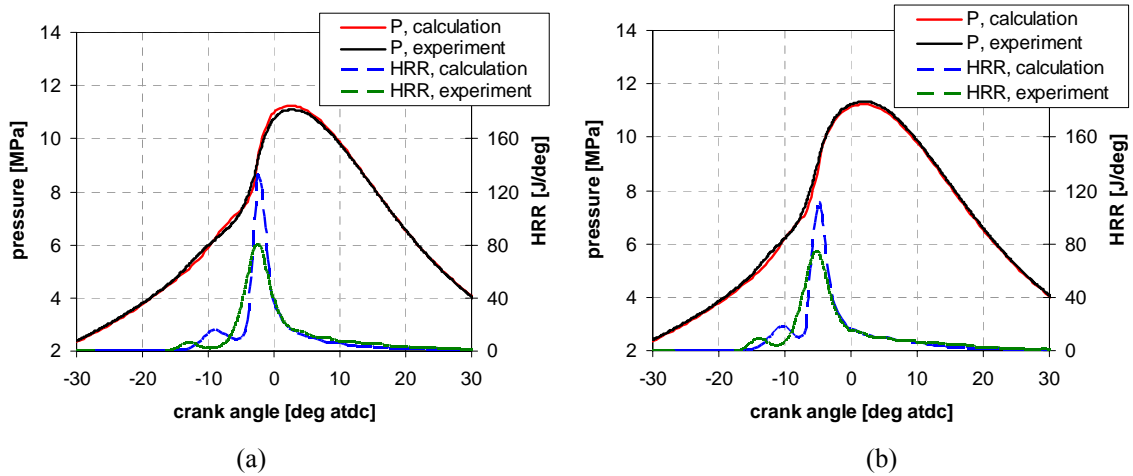 P, calculation
P, experiment
HRR, calculation
HRR, experiment
14
12
10
8
6
4
2
pressure [MPa]
160
120
80
40
0
HRR [J/deg]
-30 -20 -10 0 10 20 30
crank angle [deg atdc]
(a)
P, calculation
P, experiment
HRR, calculation
HRR, experiment
14
12
10
8
6
4
2
pressure [MPa]
160
120
80
40
0
HRR [J/deg]
-30 -20 -10 0 10 20 30
crank angle [deg atdc]
(b)